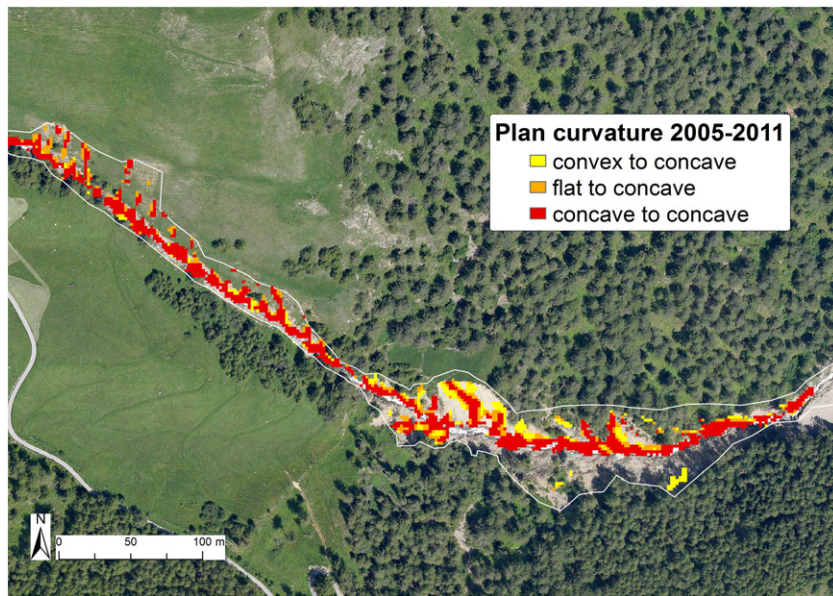 Plan curvature 2005-2011
convex to concave
flat to concave
concave to concave
N
0 50 100 m